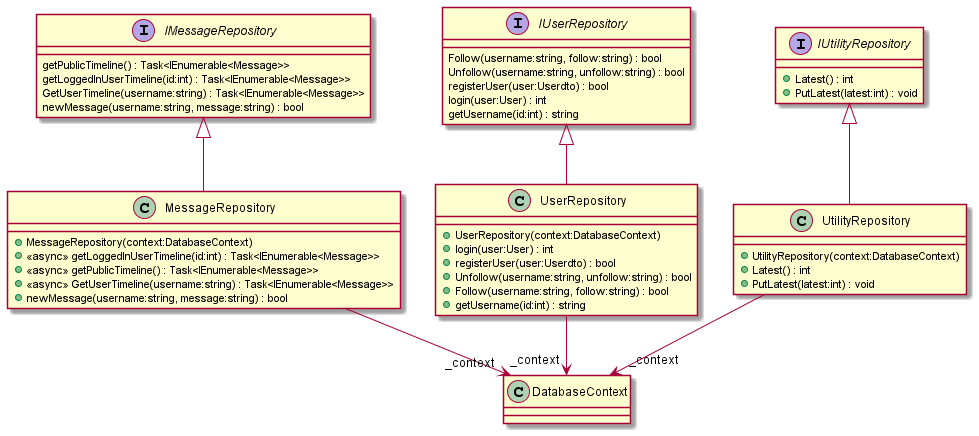 I IMessageRepository
getPublicTimeline() : Task<IEnumerable<Message>>
getLoggedInUserTimeline(id:int) : Task<IEnumerable<Message>>
GetUserTimeline(username:string) : Task<IEnumerable<Message>>
newMessage(username:string, message:string) : bool
I IUserRepository
Follow(username:string, follow:string) : bool
Unfollow(username:string, unfollow:string) : bool
registerUser(user:Userdto) : bool
login(user:User) : int
getUsername(id:int) : string
I IUtilityRepository
Latest() : int
PutLatest(latest:int) : void
C MessageRepository
MessageRepository(context:DatabaseContext)
«async» getLoggedInUserTimeline(id:int) : Task<IEnumerable<Message>>
«async» getPublicTimeline() : Task<IEnumerable<Message>>
«async» GetUserTimeline(username:string) : Task<IEnumerable<Message>>
newMessage(username:string, message:string) : bool
C UserRepository
UserRepository(context:DatabaseContext)
login(user:User) : int
registerUser(user:Userdto) : bool
Unfollow(username:string, unfollow:string) : bool
Follow(username:string, follow:string) : bool
getUsername(id:int) : string
C UtilityRepository
UtilityRepository(context:DatabaseContext)
Latest() : int
PutLatest(latest:int) : void
_context
_context
_context
C DatabaseContext